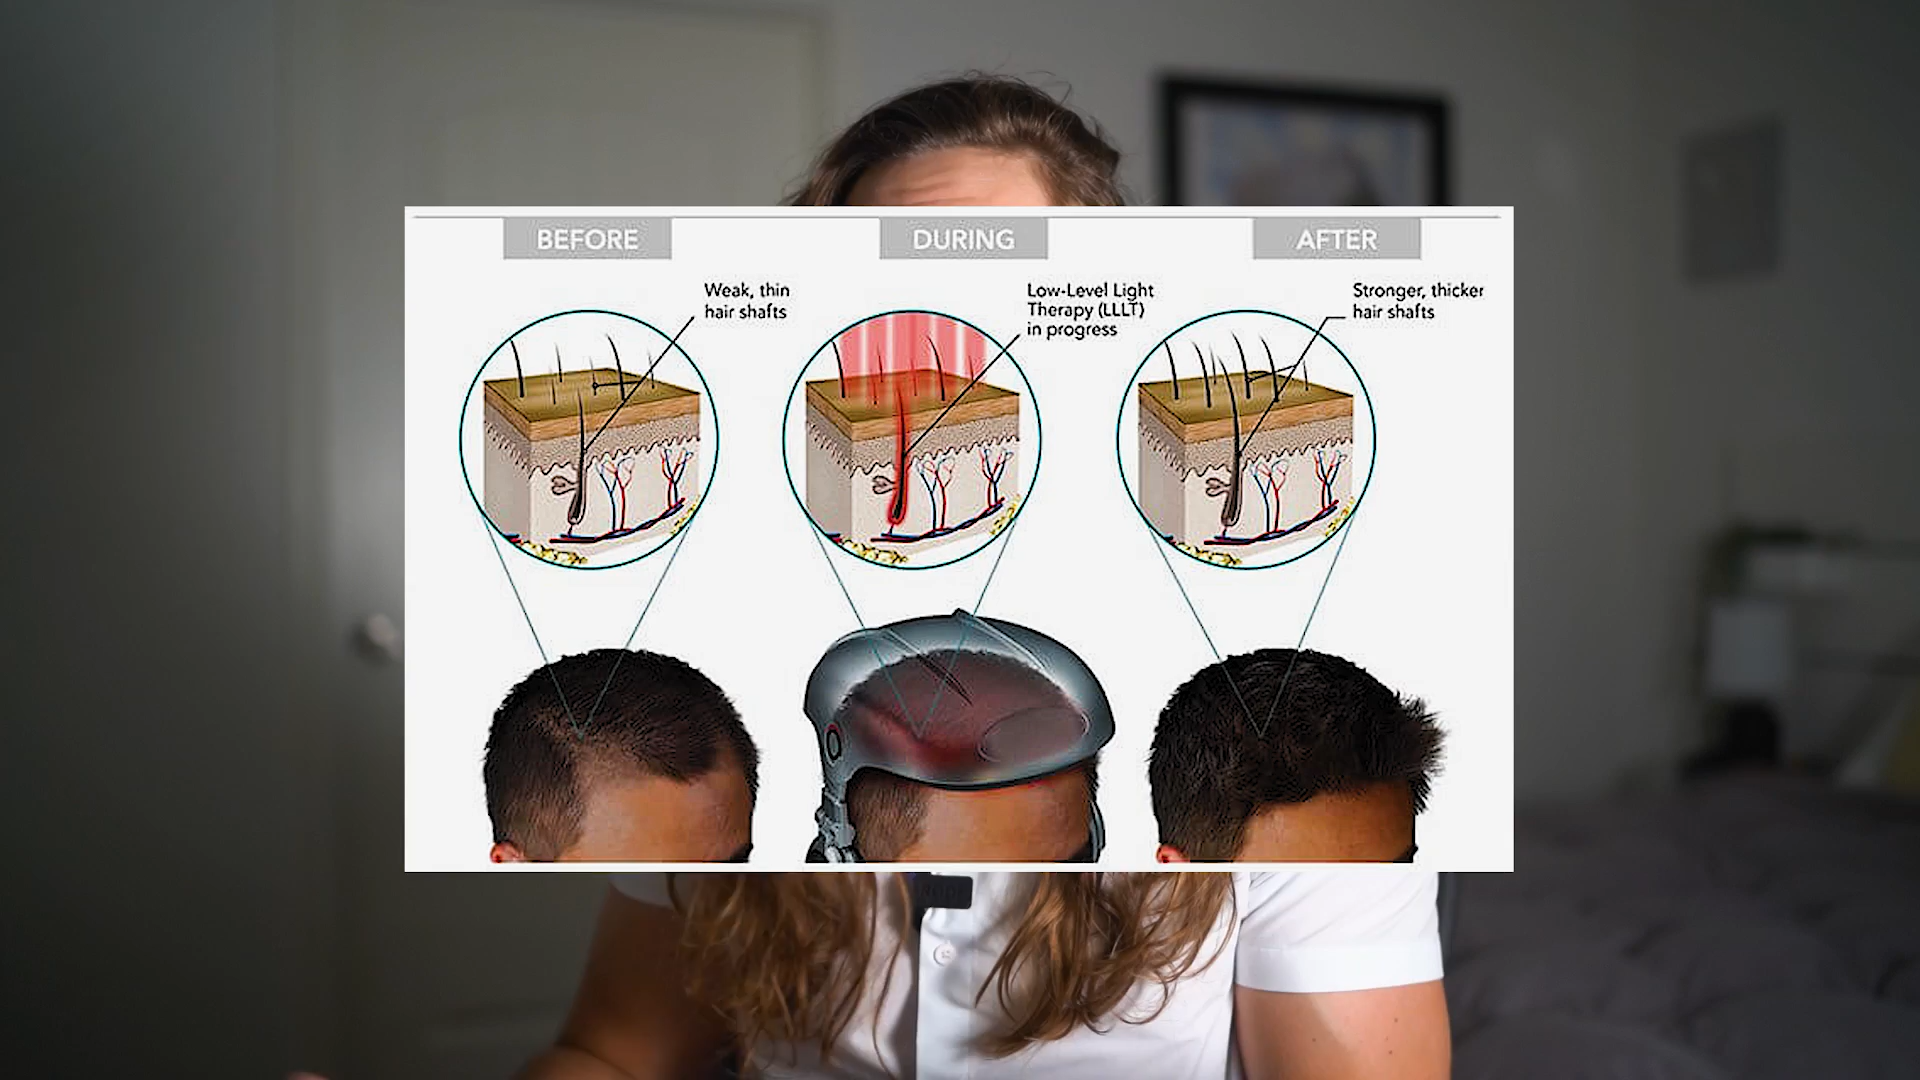 BEFORE
DURING
AFTER
Weak, thin
hair shafts
Low-Level Light
Therapy (LLLT)
in progress
Stronger, thicker
hair shafts